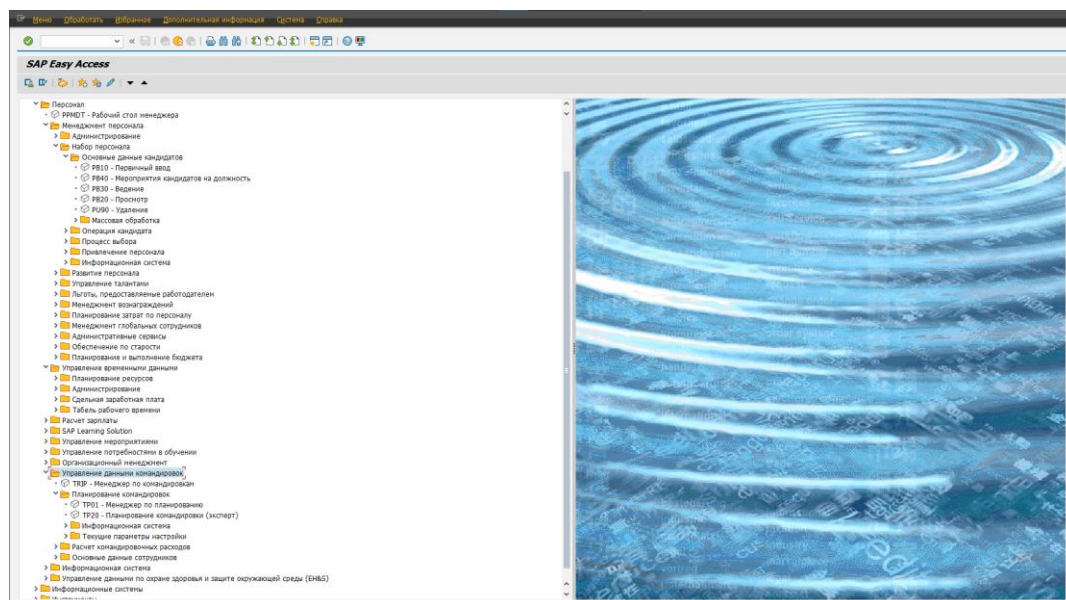 Меню Обработать Избранное Дополнительная информация Система Справка
SAP Easy Access
Персонал
PPMDT - Рабочий стол менеджера
Менеджмент персонала
Администрирование
Набор персонала
Основные данные кандидатов
PB10 - Первичный ввод
PB40 - Мероприятия кандидатов на должность
PB30 - Ведение
PB20 - Просмотр
PU90 - Удаление
Массовая обработка
Операция кандидата
Процесс выбора
Привлечение персонала
Информационная система
Развитие персонала
Управление талантами
Льготы, предоставляемые работодателем
Менеджмент вознаграждений
Планирование затрат по персоналу
Менеджмент глобальных сотрудников
Административные сервисы
Обеспечение по старости
Планирование и выполнение бюджета
Управление временными данными
Планирование ресурсов
Администрирование
Сдельная заработная плата
Табель рабочего времени
Расчет зарплаты
SAP Learning Solution
Управление мероприятиями
Управление потребностями в обучении
Организационный менеджмент
Управление данными командировок
TRIP - Менеджер по командировкам
Планирование командировок
TP01 - Менеджер по планированию
TP20 - Планирование командировки (эксперт)
Информационная система
Текущие параметры настройки
Расчет командировочных расходов
Основные данные сотрудников
Информационная система
Управление данными по охране здоровья и защите окружающей среды (EH&S)
Информационные системы